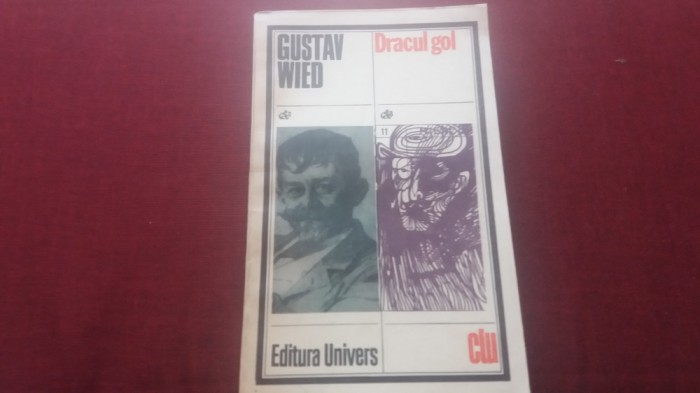 GUSTAV
WIED
Dracul gol
11
Editura Univers
clu